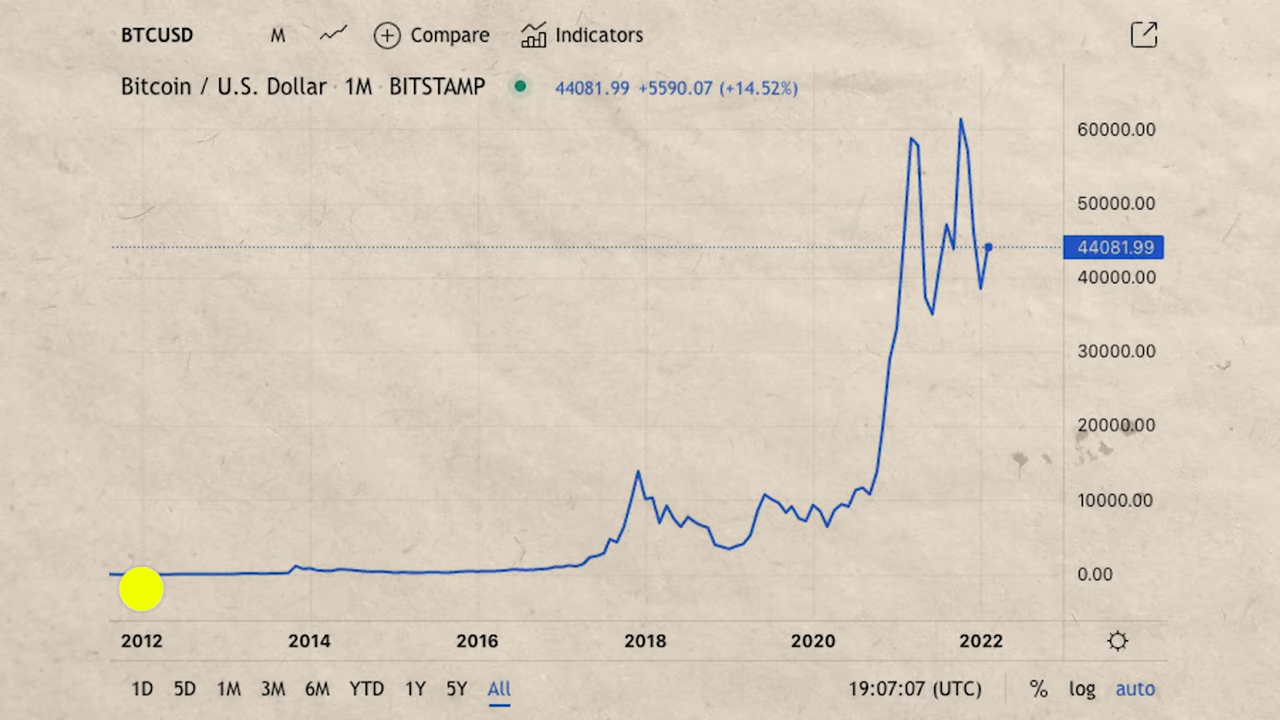 BTCUSD M Compare Indicators
Bitcoin / U.S. Dollar · 1M · BITSTAMP 44081.99 +5590.07 (+14.52%)
60000.00
50000.00
44081.99
40000.00
30000.00
20000.00
10000.00
0.00
2012 2014 2016 2018 2020 2022
1D 5D 1M 3M 6M YTD 1Y 5Y All 19:07:07 (UTC) % log auto